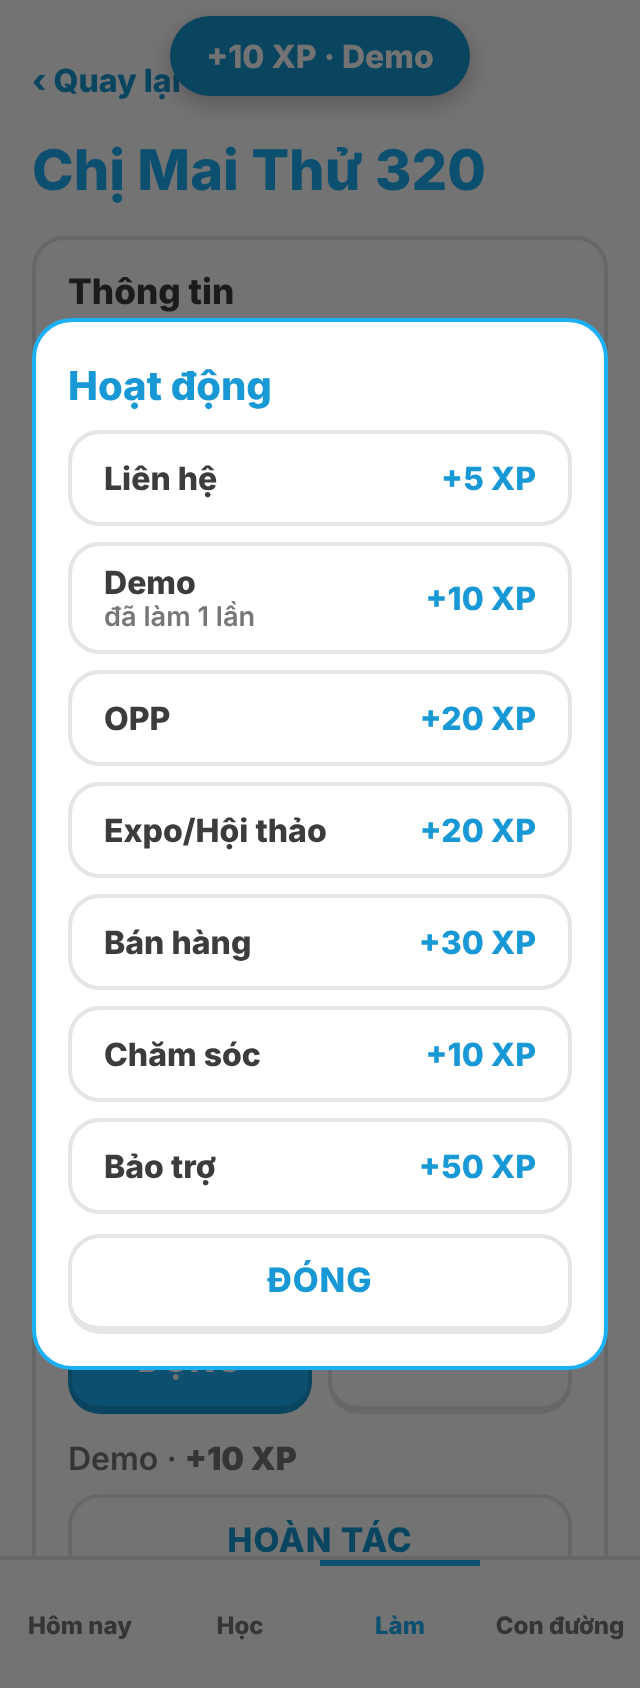 +10 XP · Demo
‹ Quay lại
Chị Mai Thử 320
Thông tin
Hoạt động
Liên hệ +5 XP
Demo
đã làm 1 lần
+10 XP
OPP +20 XP
Expo/Hội thảo +20 XP
Bán hàng +30 XP
Chăm sóc +10 XP
Bảo trợ +50 XP
ĐÓNG
Demo · +10 XP
HOÀN TÁC
Hôm nay Học Làm Con đường